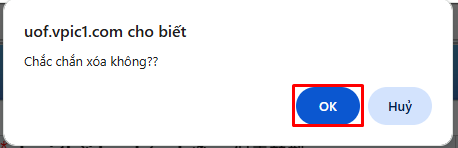 uof.vpic1.com cho biết
Chắc chắn xóa không??
OK
Huỷ